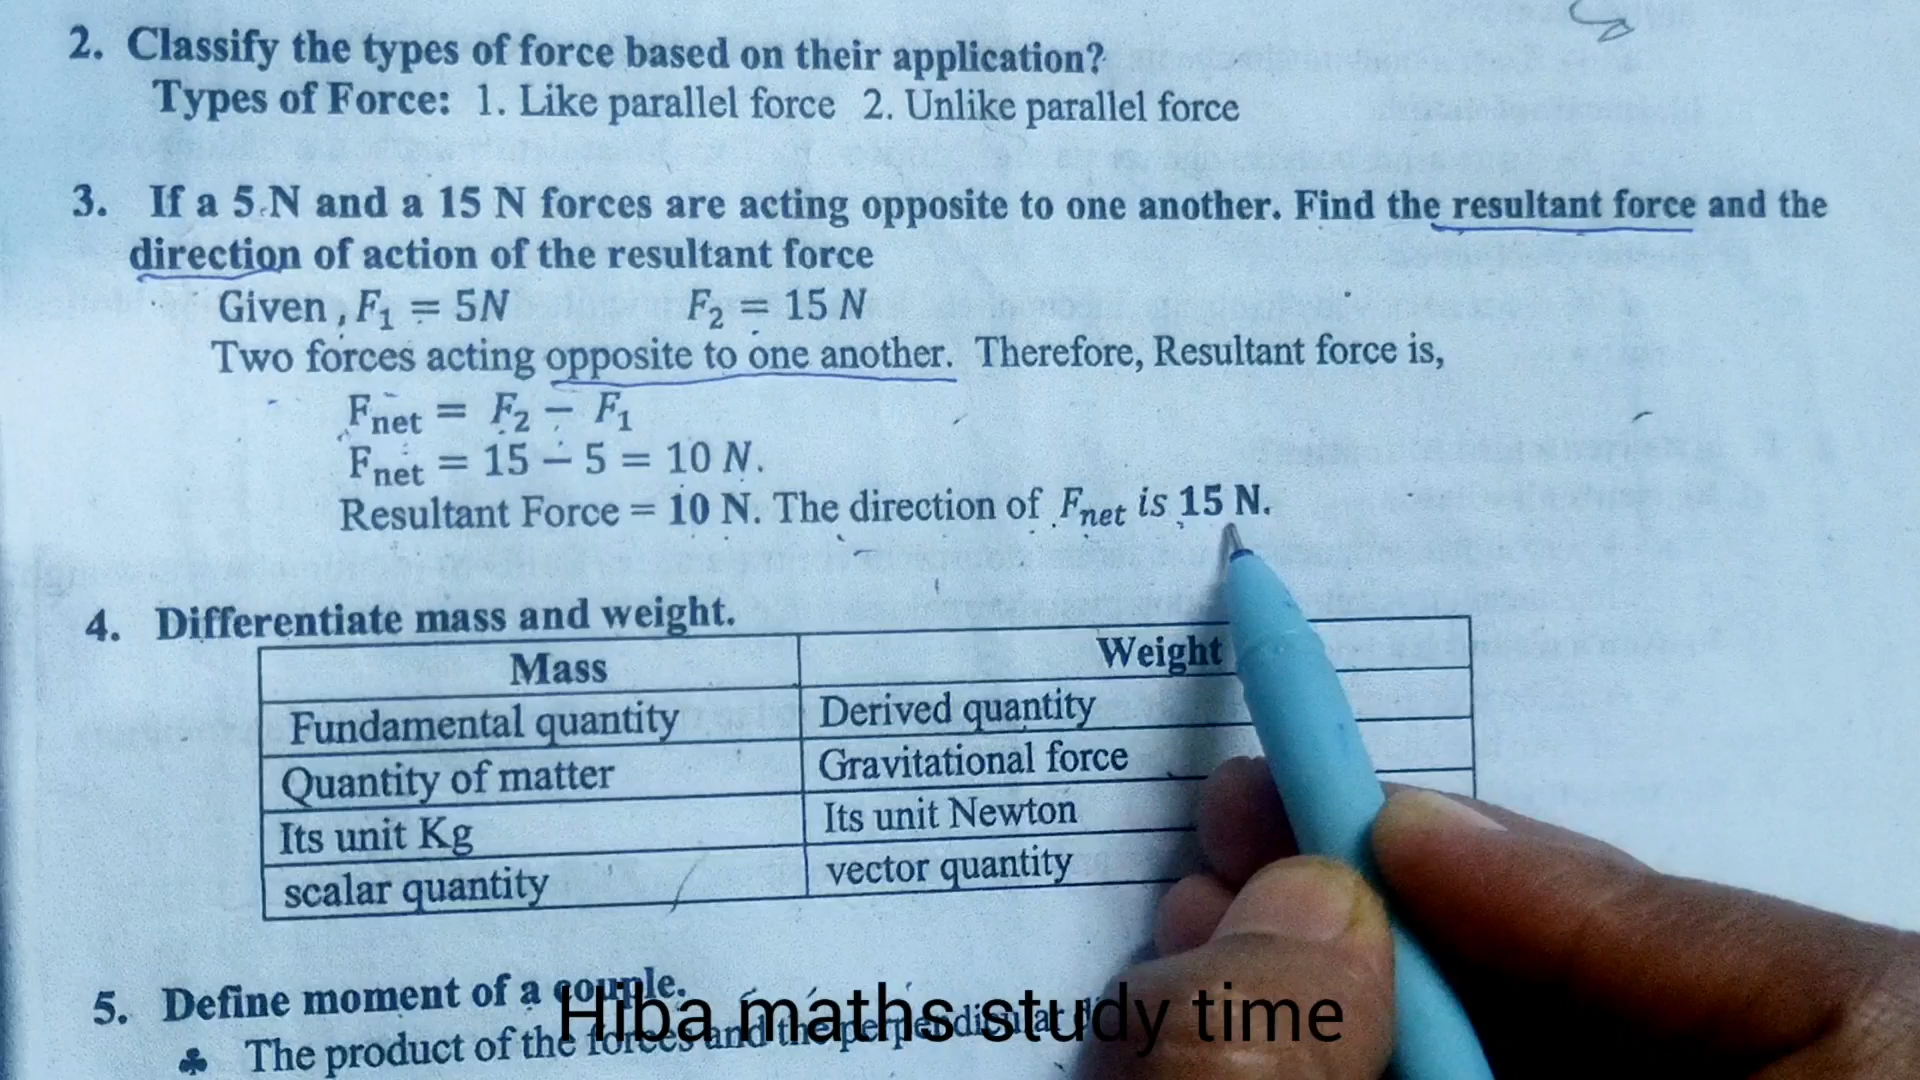 2. Classify the types of force based on their application?
Types of Force: 1. Like parallel force 2. Unlike parallel force
3. If a 5 N and a 15 N forces are acting opposite to one another. Find the resultant force and the
direction of action of the resultant force
Given , F₁ = 5N F₂ = 15 N
Two forces acting opposite to one another. Therefore, Resultant force is,
Fnet = F₂ − F₁
Fnet = 15 − 5 = 10 N.
Resultant Force = 10 N. The direction of Fnet is 15 N.
4. Differentiate mass and weight.
Mass Weight
Fundamental quantity Derived quantity
Quantity of matter Gravitational force
Its unit Kg Its unit Newton
scalar quantity vector quantity
5. Define moment of a couple.
♣ The product of the forces and the perpendicular
Hiba maths study time